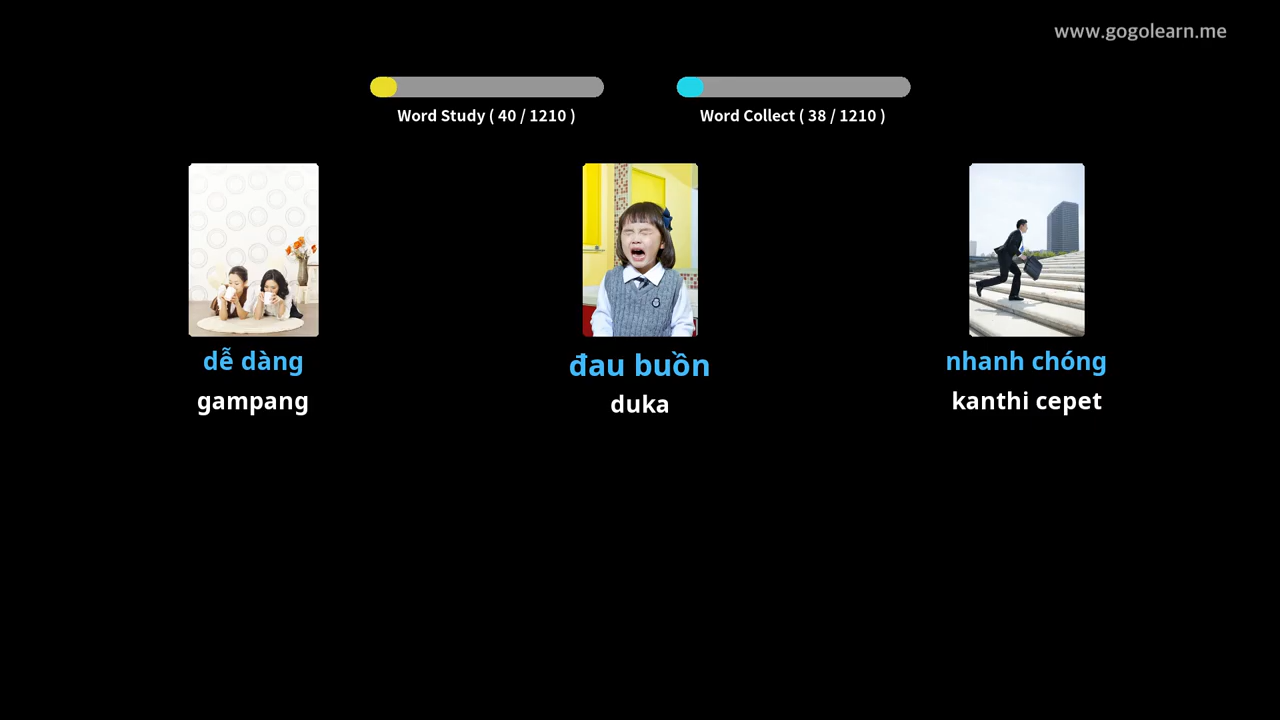 www.gogolearn.me
Word Study ( 40 / 1210 )
Word Collect ( 38 / 1210 )
dễ dàng
gampang
đau buồn
duka
nhanh chóng
kanthi cepet